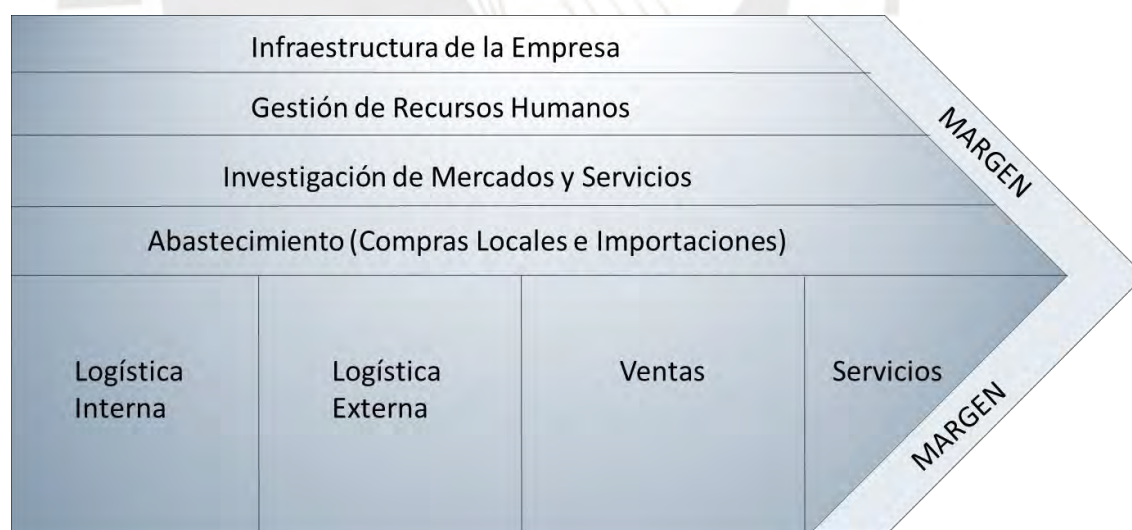 Infraestructura de la Empresa
Gestión de Recursos Humanos
Investigación de Mercados y Servicios
Abastecimiento (Compras Locales e Importaciones)
MARGEN
Logística
Interna
Logística
Externa
Ventas
Servicios
MARGEN